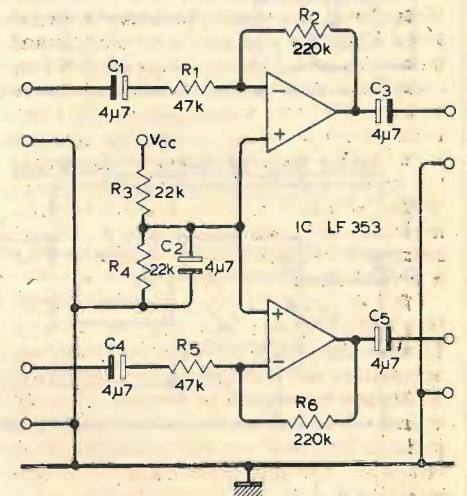 R2
220k
C1
R1
4µ7
47k
C3
4µ7
Vcc
R3
22k
C2
IC LF 353
R4
22k
4µ7
C4
R5
C5
4µ7
47k
4µ7
R6
220k